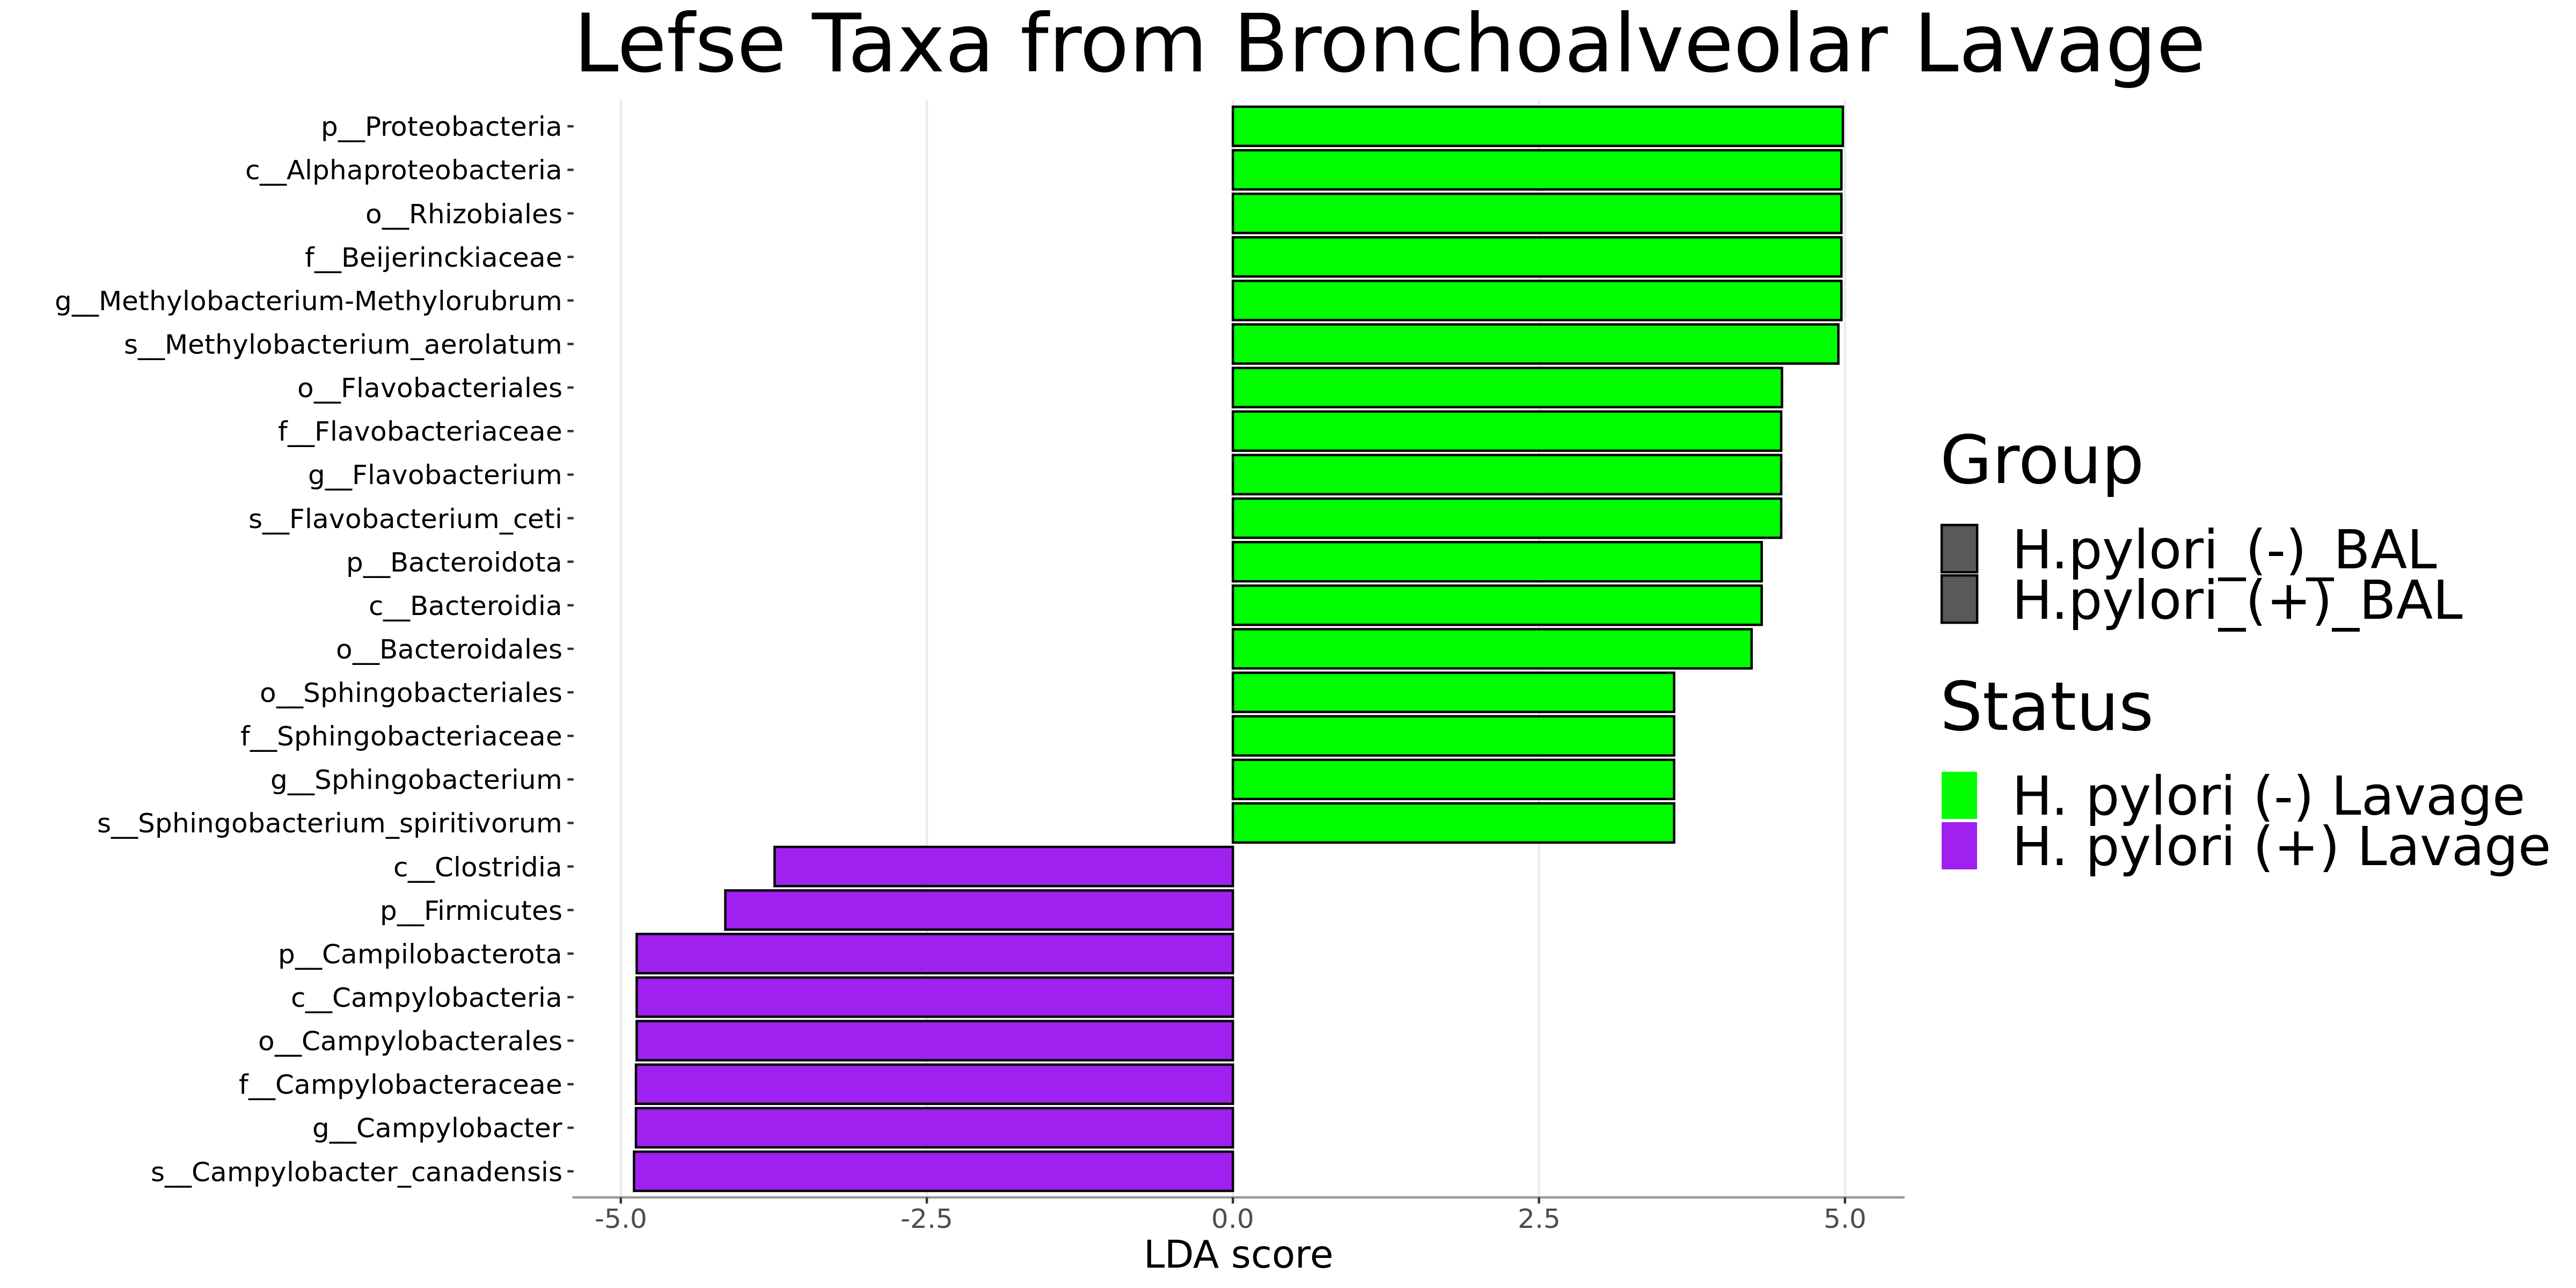 Lefse Taxa from Bronchoalveolar Lavage
p__Proteobacteria
c__Alphaproteobacteria
o__Rhizobiales
f__Beijerinckiaceae
g__Methylobacterium-Methylorubrum
s__Methylobacterium_aerolatum
o__Flavobacteriales
f__Flavobacteriaceae
g__Flavobacterium
s__Flavobacterium_ceti
p__Bacteroidota
c__Bacteroidia
o__Bacteroidales
o__Sphingobacteriales
f__Sphingobacteriaceae
g__Sphingobacterium
s__Sphingobacterium_spiritivorum
c__Clostridia
p__Firmicutes
p__Campilobacterota
c__Campylobacteria
o__Campylobacterales
f__Campylobacteraceae
g__Campylobacter
s__Campylobacter_canadensis
-5.0 -2.5 0.0 2.5 5.0
LDA score
Group
H.pylori_(-)_BAL
H.pylori_(+)_BAL
Status
H. pylori (-) Lavage
H. pylori (+) Lavage